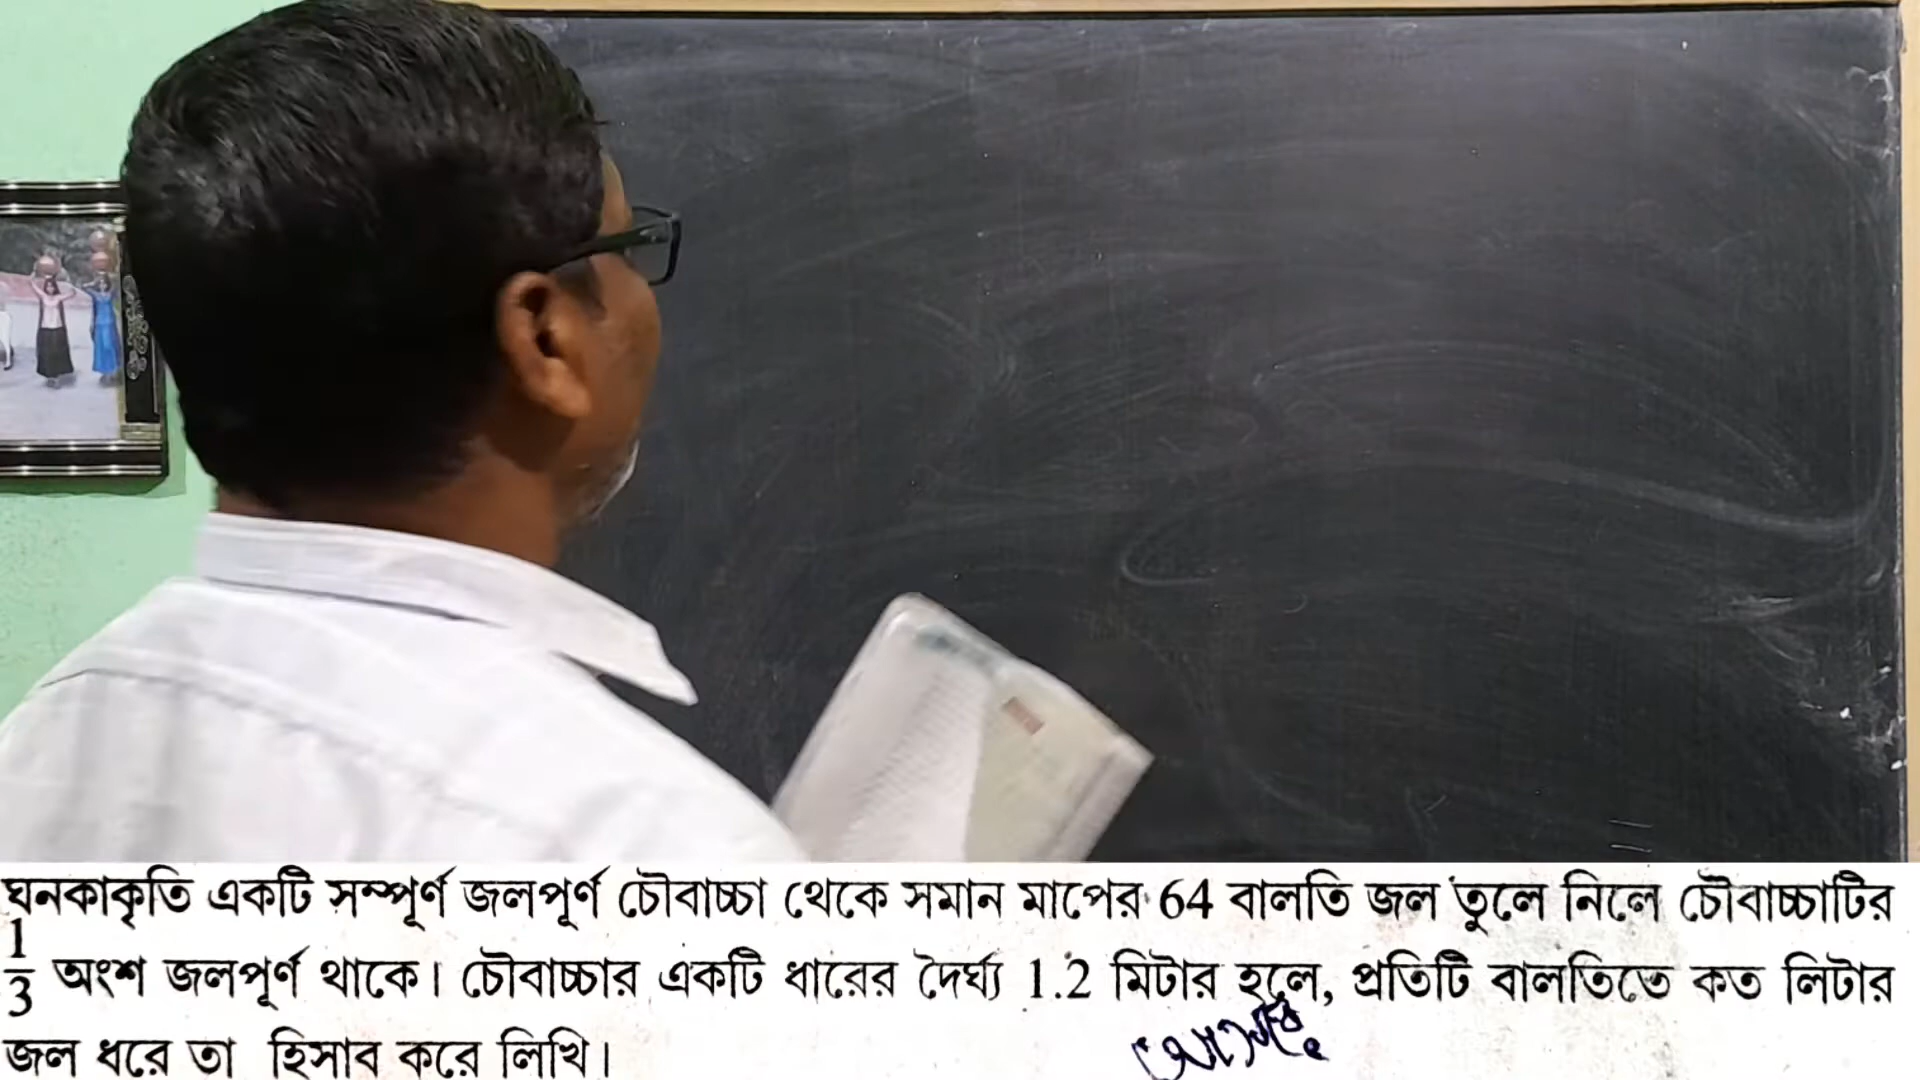 ঘনকাকৃতি একটি সম্পূর্ণ জলপূর্ণ চৌবাচ্চা থেকে সমান মাপের 64 বালতি জল তুলে নিলে চৌবাচ্চাটির
1/3 অংশ জলপূর্ণ থাকে। চৌবাচ্চার একটি ধারের দৈর্ঘ্য 1.2 মিটার হলে, প্রতিটি বালতিতে কত লিটার
জল ধরে তা হিসাব করে লিখি।